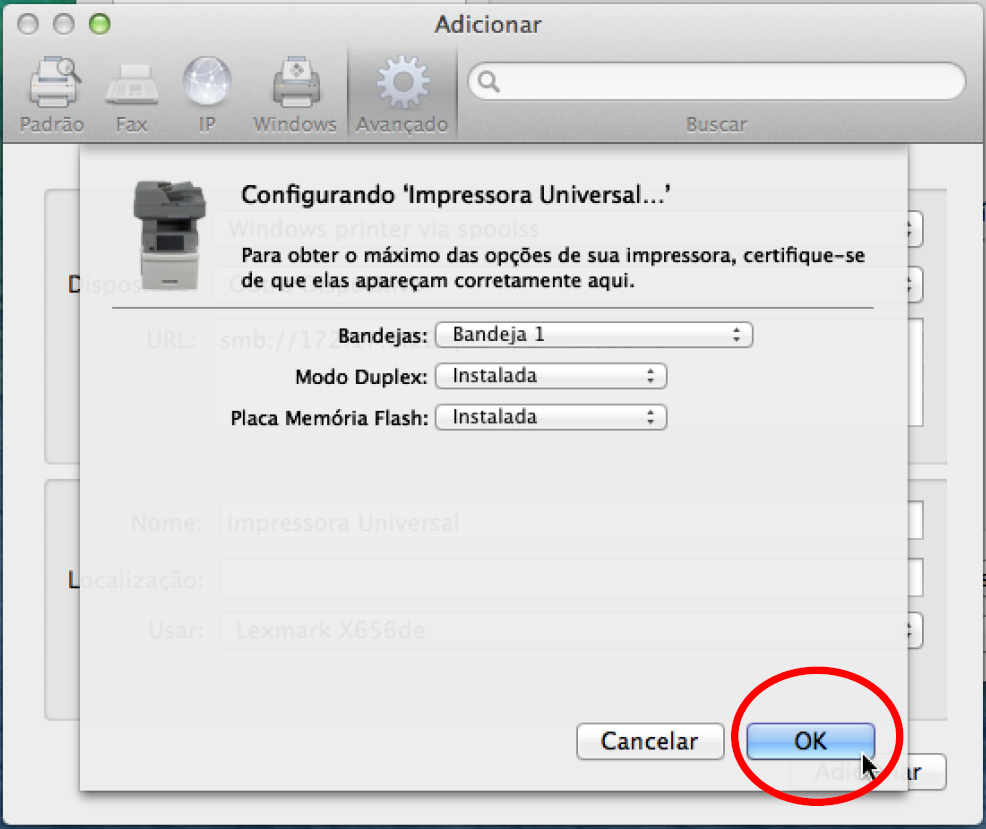 Adicionar
Padrão Fax IP Windows Avançado Buscar
Configurando ‘Impressora Universal...’
Windows printer via spoolss
Para obter o máximo das opções de sua impressora, certifique-se
de que elas apareçam corretamente aqui.
URL: smb://172
Bandejas: Bandeja 1
Modo Duplex: Instalada
Placa Memória Flash: Instalada
Nome: Impressora Universal
Localização:
Usar: Lexmark X656de
Cancelar OK
Adicionar